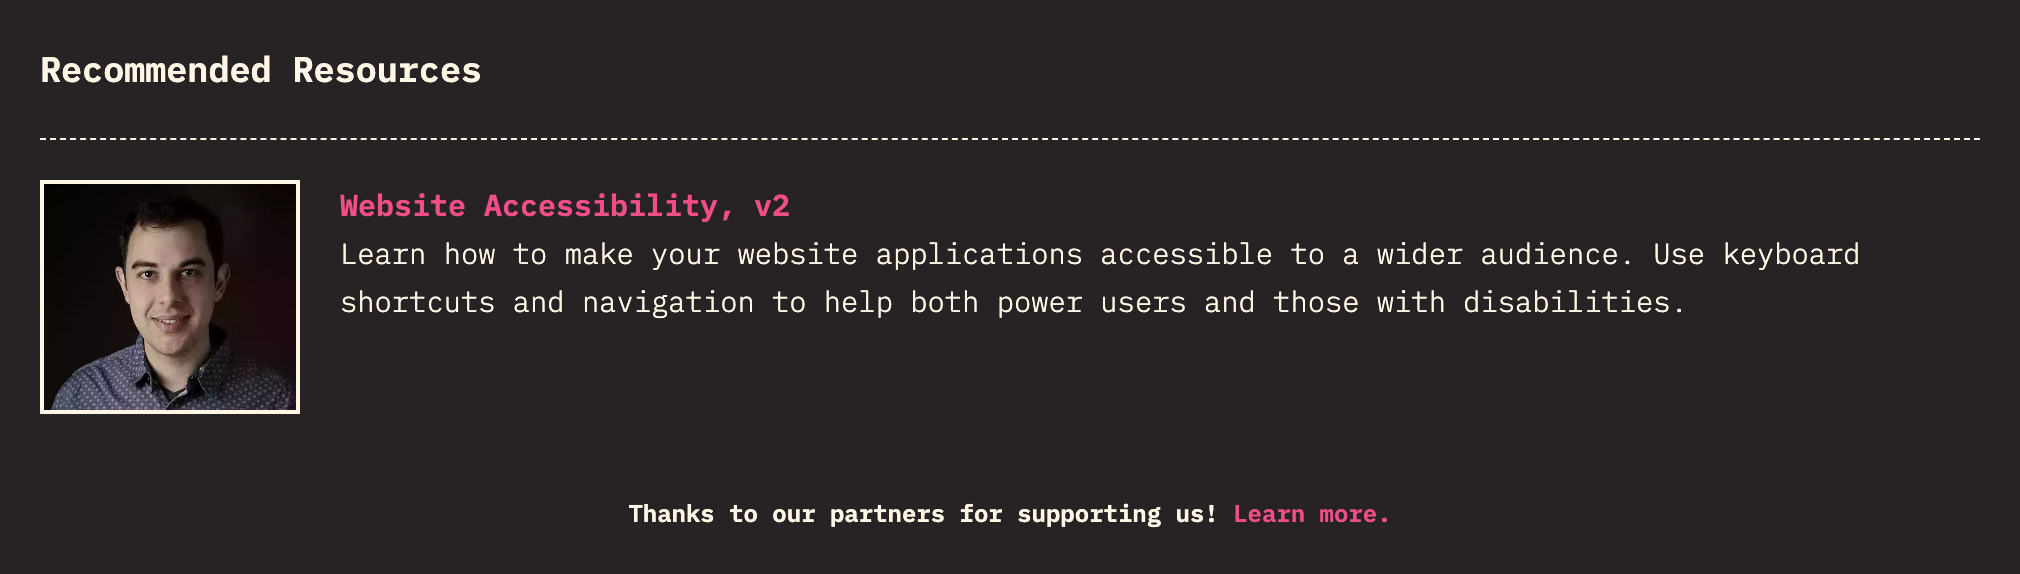 Recommended Resources
Website Accessibility, v2
Learn how to make your website applications accessible to a wider audience. Use keyboard
shortcuts and navigation to help both power users and those with disabilities.
Thanks to our partners for supporting us! Learn more.